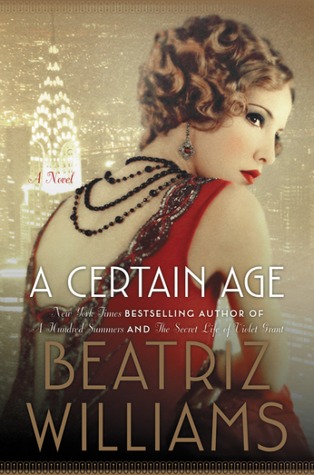 A Novel
A CERTAIN AGE
New York Times BESTSELLING AUTHOR OF
A Hundred Summers AND The Secret Life of Violet Grant
BEATRIZ
WILLIAMS